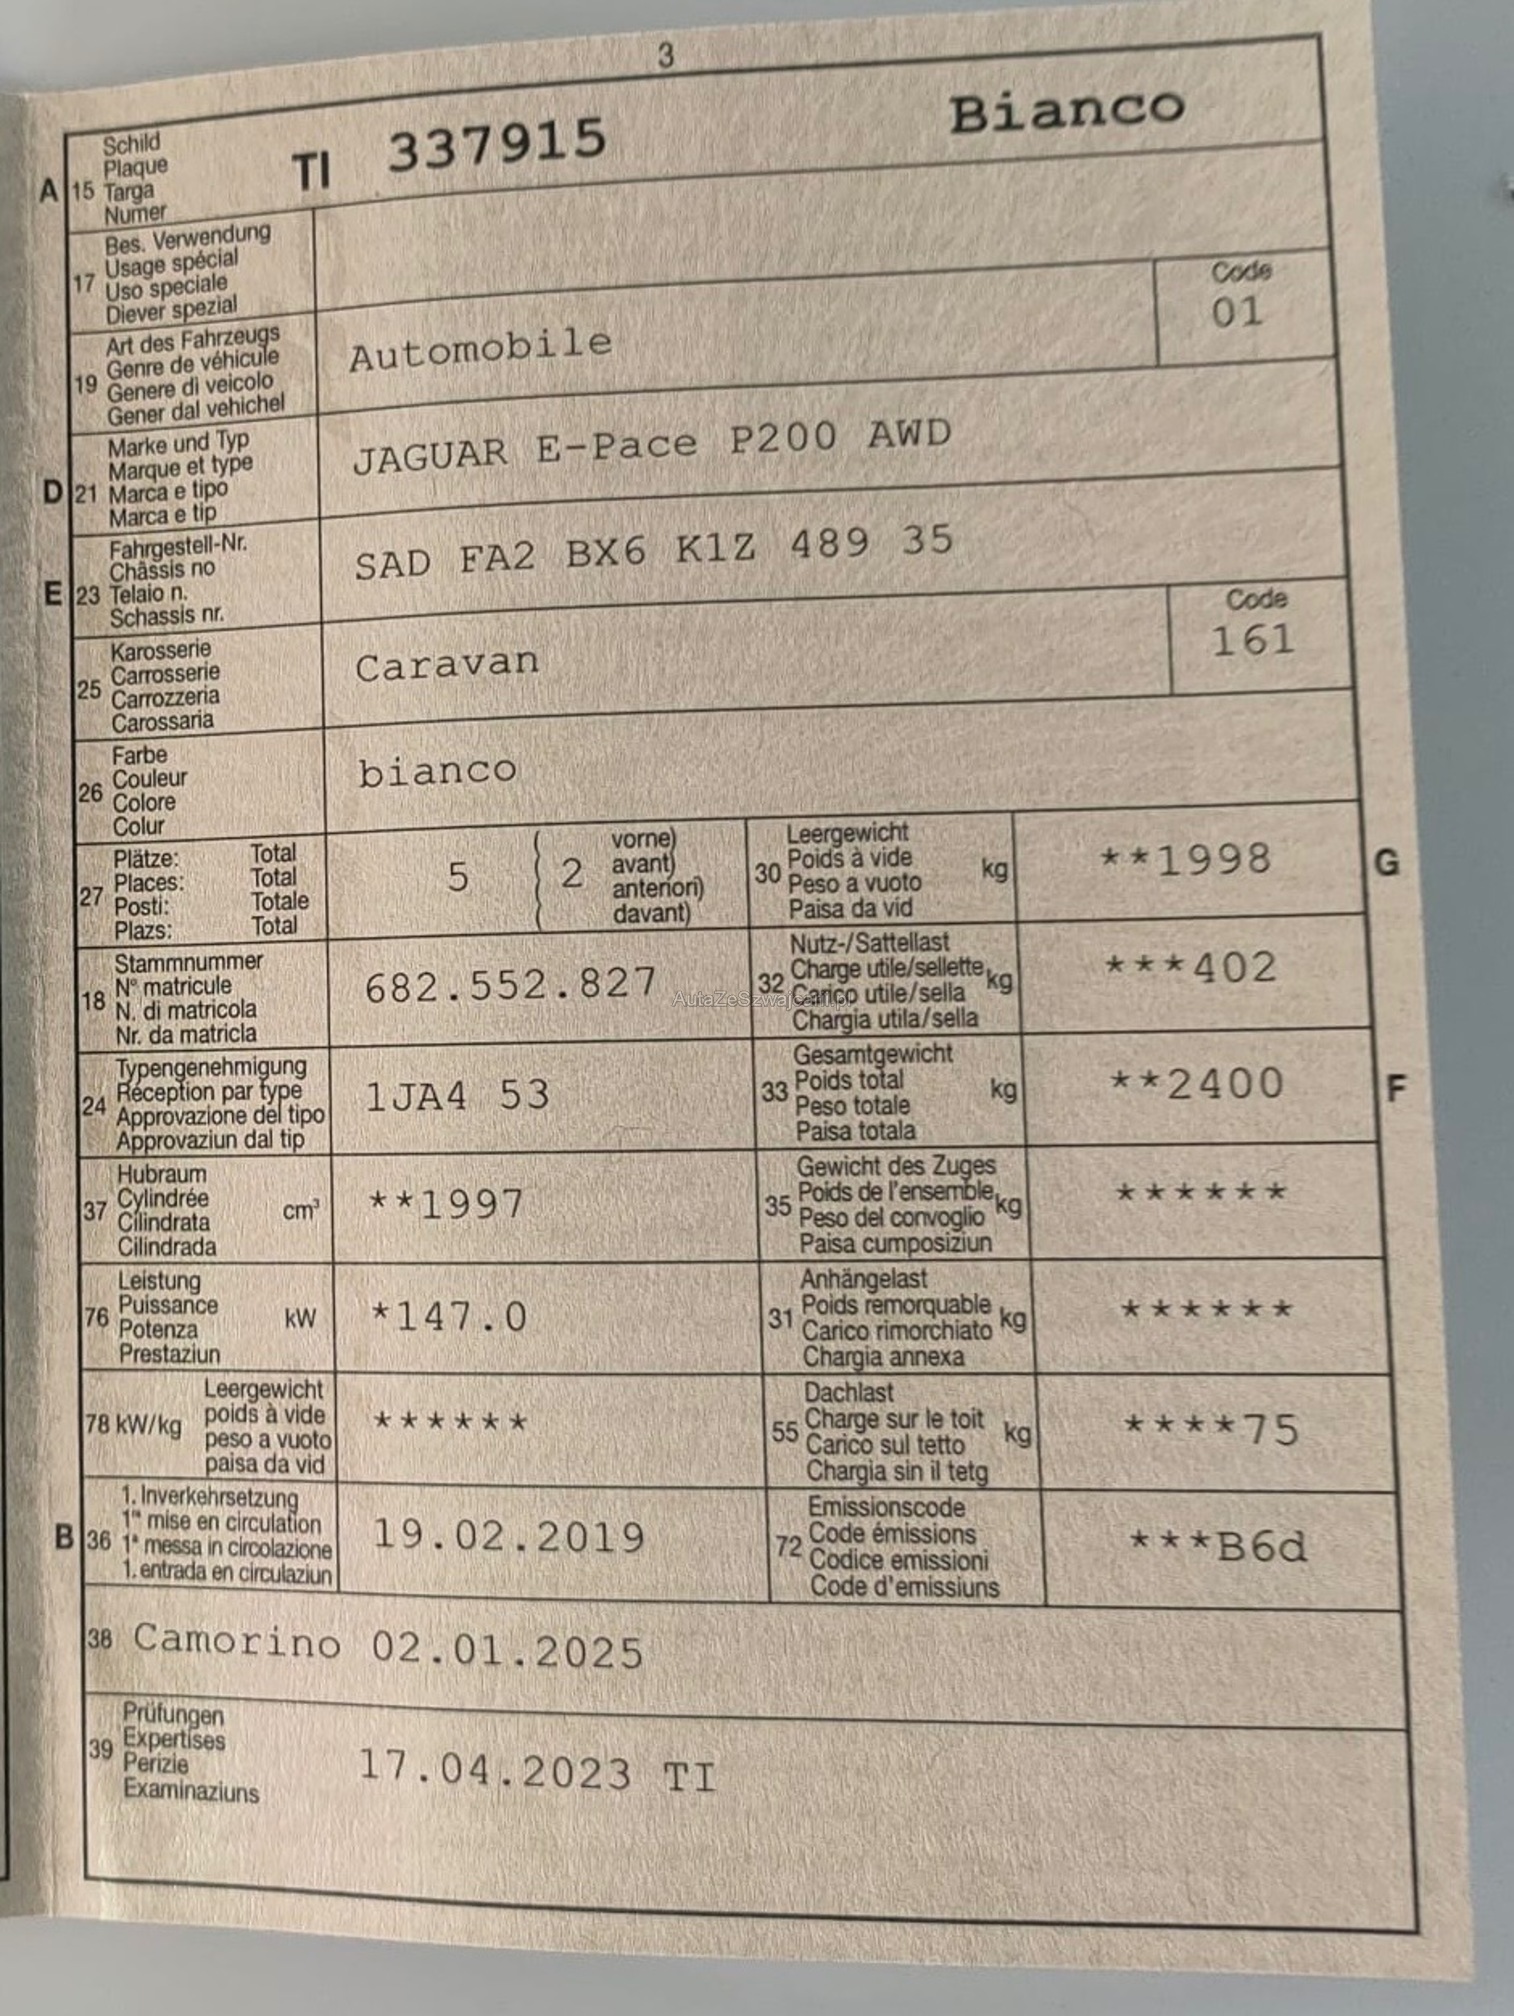 3
A 15 Schild
Plaque
Targa
Numer
TI 337915 Bianco
17 Bes. Verwendung
Usage spécial
Uso speciale
Diever spezial
19 Art des Fahrzeugs
Genre de véhicule
Genere di veicolo
Gener dal vehichel
Automobile
Code
01
D 21 Marke und Typ
Marque et type
Marca e tipo
Marca e tip
JAGUAR E-Pace P200 AWD
E 23 Fahrgestell-Nr.
Châssis no
Telaio n.
Schassis nr.
SAD FA2 BX6 K1Z 489 35
25 Karosserie
Carrosserie
Carrozzeria
Carossaria
Caravan
Code
161
26 Farbe
Couleur
Colore
Colur
bianco
27 Plätze: Total
Places: Total
Posti: Totale
Plazs: Total
5 ( 2 vorne)
avant)
anteriori)
davant)
30 Leergewicht
Poids à vide
Peso a vuoto
Paisa da vid
kg
**1998
G
18 Stammnummer
N° matricule
N. di matricola
Nr. da matricla
682.552.827
AutaZeSzwajcarii.pl
32 Nutz-/Sattellast
Charge utile/sellette
Carico utile/sella
Chargia utila/sella
kg
***402
24 Typengenehmigung
Réception par type
Approvazione del tipo
Approvaziun dal tip
1JA4 53
33 Gesamtgewicht
Poids total
Peso totale
Paisa totala
kg
**2400
F
37 Hubraum
Cylindrée
Cilindrata
Cilindrada
cm³
**1997
35 Gewicht des Zuges
Poids de l'ensemble
Peso del convoglio
Paisa cumposiziun
kg
******
76 Leistung
Puissance
Potenza
Prestaziun
kW
*147.0
31 Anhängelast
Poids remorquable
Carico rimorchiato
Chargia annexa
kg
******
78 kW/kg Leergewicht
poids à vide
peso a vuoto
paisa da vid
******
55 Dachlast
Charge sur le toit
Carico sul tetto
Chargia sin il tetg
kg
****75
B 36 1. Inverkehrsetzung
1re mise en circulation
1a messa in circolazione
1. entrada en circulaziun
19.02.2019
72 Emissionscode
Code émissions
Codice emissioni
Code d'emissiuns
***B6d
38 Camorino 02.01.2025
39 Prüfungen
Expertises
Perizie
Examinaziuns
17.04.2023 TI